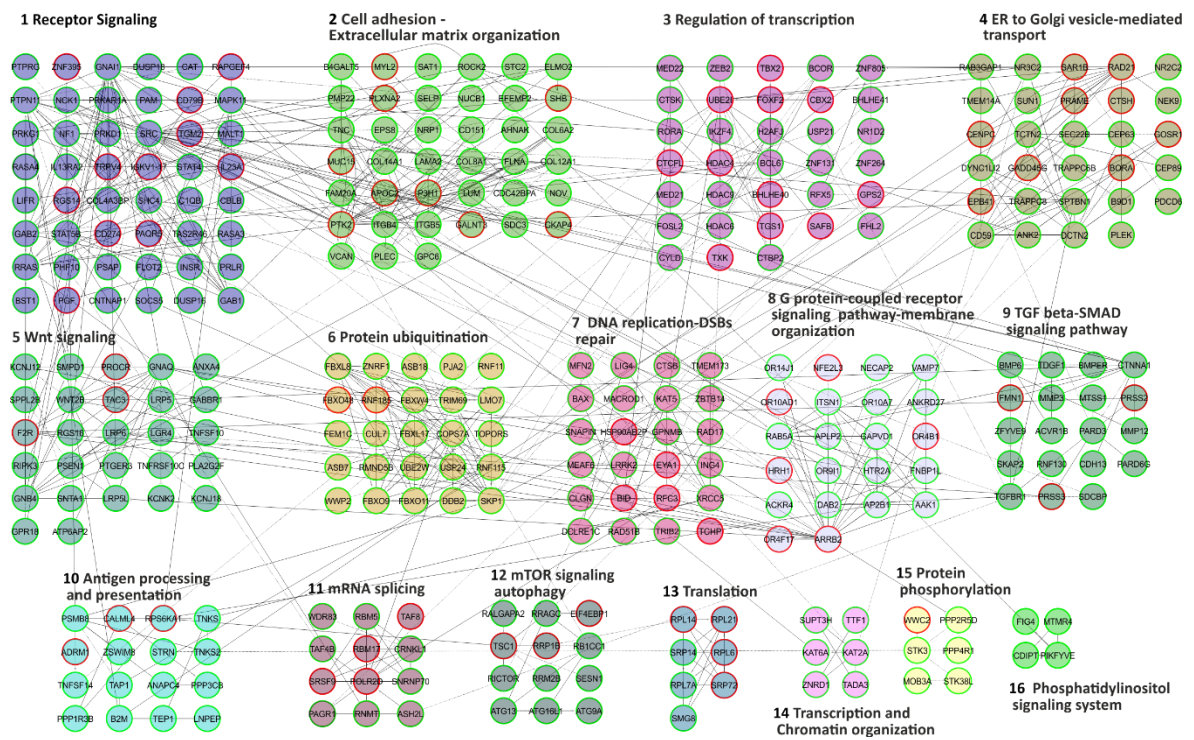 1 Receptor Signaling
PTPRG ZNF395 GNAI1 DUSP18 CAT RAPGEF4
PTPN11 NCK1 PRKAR1A PAM CD79B MAPK11
PRKG1 NF1 PRKD1 SRC TGM2 MALT1
RASA4 IL13RA2 TRPV4 IGKV1-17 STAT4 IL23A
LIFR RGS14 COL4A3BP SHC4 C1QB CBLB
GAB2 STAT5B CD274 PAQR5 TAS2R46 RASA3
RRAS PHF10 PSAP FLOT2 INSR PRLR
BST1 PGF CNTNAP1 SOCS5 DUSP16 GAB1
2 Cell adhesion -
Extracellular matrix organization
B4GALT5 MYL2 SAT1 ROCK2 STC2 ELMO2
PMP22 PLXNA2 SELP NUCB1 EFEMP2 SHB
TNC EPS8 NRP1 CD151 AHNAK COL6A2
MUC15 COL14A1 LAMA2 COL8A1 FLNA COL12A1
FAM20A APOC2 P3H1 LUM CDC42BPA NOV
PTK2 ITGB4 ITGB5 GALNT3 SDC3 CKAP4
VCAN PLEC GPC6
3 Regulation of transcription
MED22 ZEB2 TBX2 BCOR ZNF805
CTSK UBE2I FOXF2 CBX2 BHLHE41
RORA IKZF4 H2AFJ USP21 NR1D2
CTCFL HDAC4 BCL6 ZNF131 ZNF264
MED21 HDAC9 BHLHE40 RFX5 GPS2
FOSL2 HDAC6 TGS1 SAFB FHL2
CYLD TXK CTBP2
4 ER to Golgi vesicle-mediated
transport
RAB3GAP1 NR3C2 SAR1B RAD21 NR2C2
TMEM14A SUN1 PRAME CTSH NEK9
CENPC TCTN2 SEC22B CEP63 GOSR1
DYNC1LI2 GADD45G TRAPPC6B BORA CEP89
EPB41 TRAPPC8 SPTBN1 B9D1 PDCD6
CD59 ANK2 DCTN2 PLEK
5 Wnt signaling
KCNJ12 SMPD1 PROCR GNAQ ANXA4
SPPL2B WNT2B TAC3 LRP5 GABBR1
F2R RGS16 LRP6 LGR4 TNFSF10
RIPK3 PSEN1 PTGER3 TNFRSF10C PLA2G2F
GNB4 SNTA1 LRP5L KCNK2 KCNJ18
GPR18 ATP6AP2
6 Protein ubiquitination
FBXL8 ZNRF1 ASB18 PJA2 RNF11
FBXO48 RNF185 FBXW4 TRIM69 LMO7
FEM1C CUL7 FBXL17 COPS7A TOPORS
ASB7 RMND5B UBE2W USP24 RNF115
WWP2 FBXO9 FBXO11 DDB2 SKP1
7 DNA replication-DSBs
repair
MFN2 LIG4 CTSB TMEM173
BAX MACROD1 KAT5 ZBTB14
SNAPIN HSP90AB2P GPNMB RAD17
MEAF6 LRRK2 EYA1 ING4
CLGN BID RFC3 XRCC5
DCLRE1C RAD51B TRIB2 TCHP
8 G protein-coupled receptor
signaling pathway-membrane
organization
OR14J1 NFE2L3 NECAP2 VAMP7
OR10AD1 ITSN1 OR10A7 ANKRD27
RAB5A APLP2 GAPVD1 OR4B1
HRH1 OR9I1 HTR2A FNBP1L
ACKR4 DAB2 AP2B1 AAK1
OR4F17 ARRB2
9 TGF beta-SMAD
signaling pathway
BMP6 TDGF1 BMPER CTNNA1
FMN1 MMP3 MTSS1 PRSS2
ZFYVE9 ACVR1B PARD3 MMP12
SKAP2 RNF130 CDH13 PARD6G
TGFBR1 PRSS3 SDCBP
10 Antigen processing
and presentation
PSMB8 CALML4 RPS6KA1 TNKS
ADRM1 ZSWIM8 STRN TNKS2
TNFSF14 TAP1 ANAPC4 PPP3CB
PPP1R3B B2M TEP1 LNPEP
11 mRNA splicing
WDR83 RBM5 TAF8
TAF4B RBM17 CRNKL1
SRSF9 POLR2D SNRNP70
PAGR1 RNMT ASH2L
12 mTOR signaling
autophagy
RALGAPA2 RRAGC EIF4EBP1
TSC1 RRP1B RB1CC1
RICTOR RRM2B SESN1
ATG13 ATG16L1 ATG9A
13 Translation
RPL14 RPL21
SRP14 RPL6
RPL7A SRP72
SMG8
SUPT3H TTF1
KAT6A KAT2A
ZNRD1 TADA3
14 Transcription and
Chromatin organization
15 Protein
phosphorylation
WWC2 PPP2R5D
STK3 PPP4R1
MOB3A STK38L
FIG4 MTMR4
CDIPT PIKFYVE
16 Phosphatidylinositol
signaling system